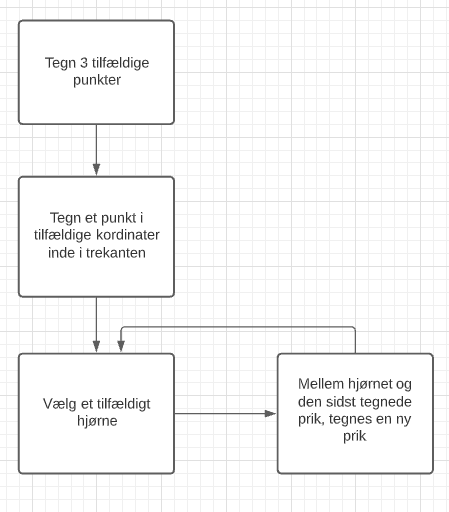 Tegn 3 tilfældige
punkter
Tegn et punkt i
tilfældige kordinater
inde i trekanten
Vælg et tilfældigt
hjørne
Mellem hjørnet og
den sidst tegnede
prik, tegnes en ny
prik